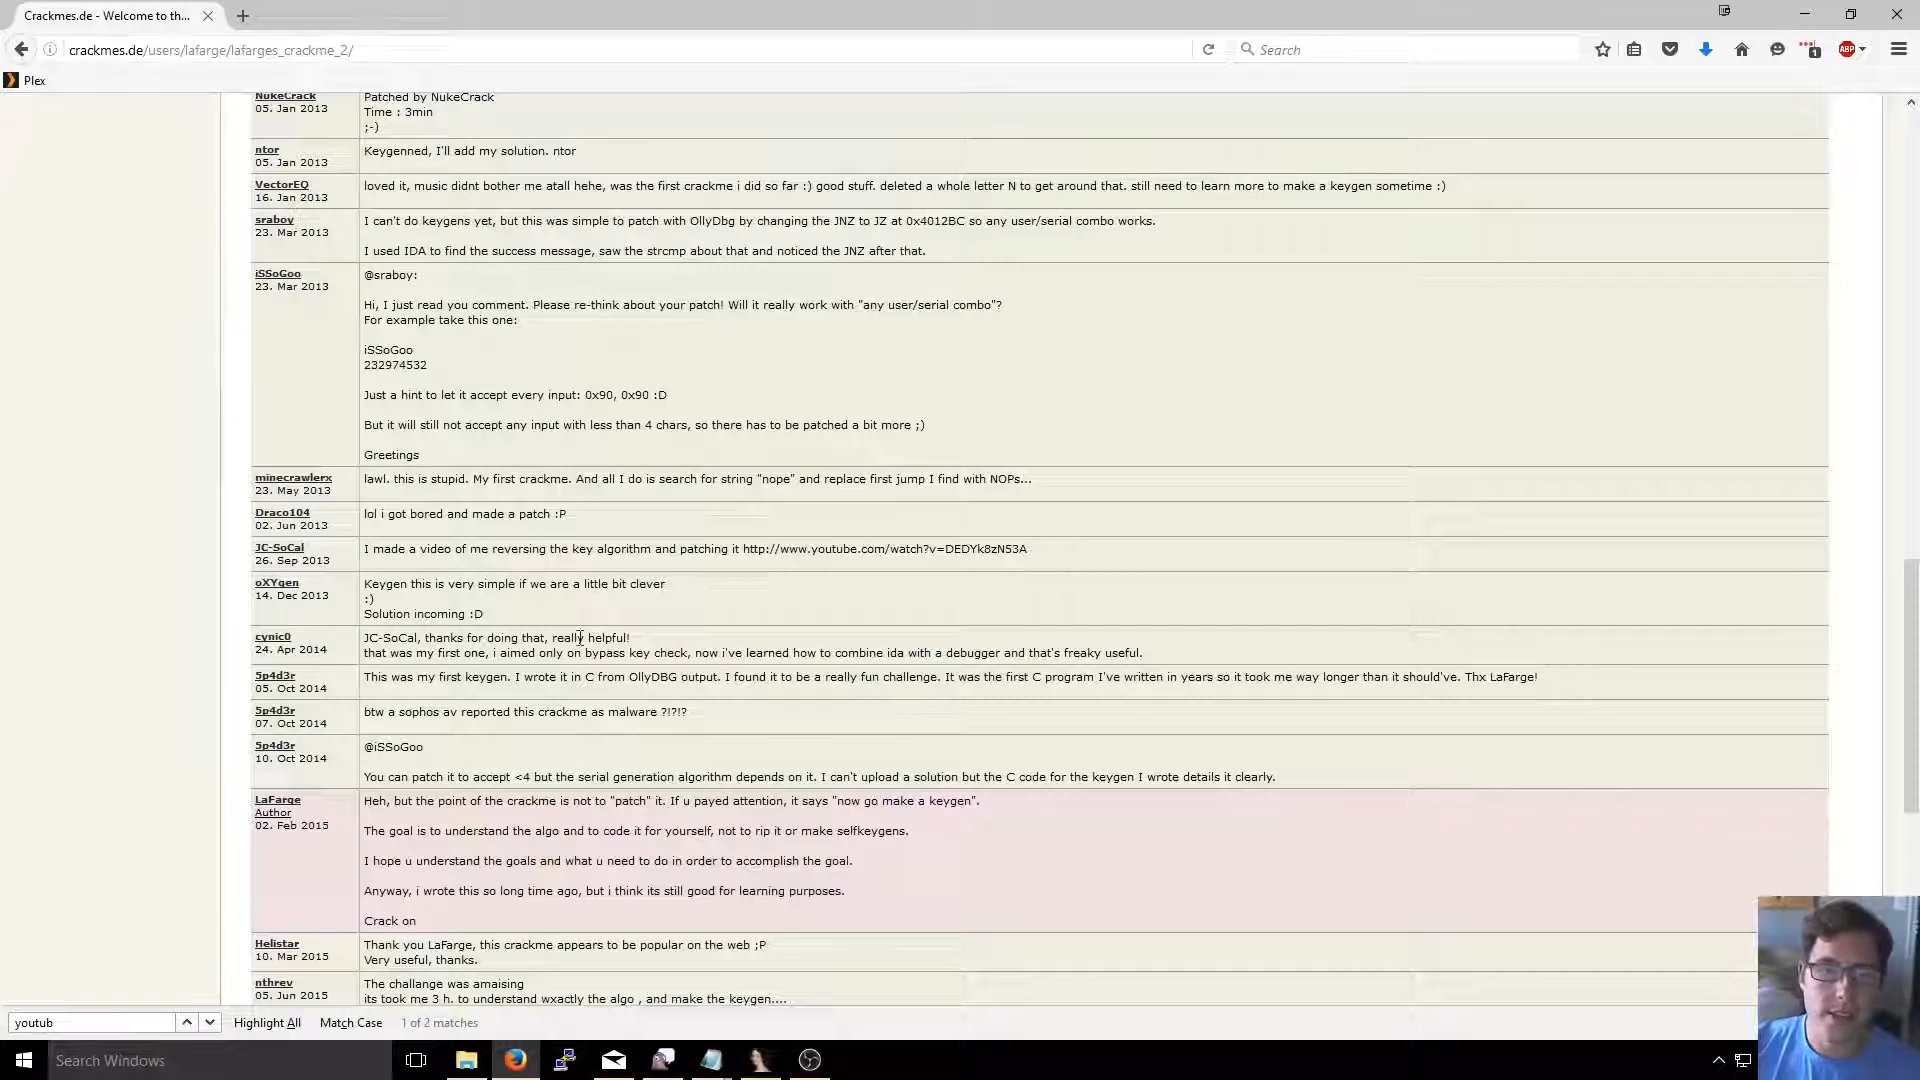 Crackmes.de - Welcome to th...
crackmes.de/users/lafarge/lafarges_crackme_2/
Search
ABP
1
Plex
NukeCrack
05. Jan 2013
Patched by NukeCrack
Time : 3min
;-)
ntor
05. Jan 2013
Keygenned, I'll add my solution. ntor
VectorEQ
16. Jan 2013
loved it, music didnt bother me atall hehe, was the first crackme i did so far :) good stuff. deleted a whole letter N to get around that. still need to learn more to make a keygen sometime :)
sraboy
23. Mar 2013
I can't do keygens yet, but this was simple to patch with OllyDbg by changing the JNZ to JZ at 0x4012BC so any user/serial combo works.
I used IDA to find the success message, saw the strcmp about that and noticed the JNZ after that.
iSSoGoo
23. Mar 2013
@sraboy:
Hi, I just read you comment. Please re-think about your patch! Will it really work with "any user/serial combo"?
For example take this one:
iSSoGoo
232974532
Just a hint to let it accept every input: 0x90, 0x90 :D
But it will still not accept any input with less than 4 chars, so there has to be patched a bit more ;)
Greetings
minecrawlerx
23. May 2013
lawl. this is stupid. My first crackme. And all I do is search for string "nope" and replace first jump I find with NOPs...
Draco104
02. Jun 2013
lol i got bored and made a patch :P
JC-SoCal
26. Sep 2013
I made a video of me reversing the key algorithm and patching it http://www.youtube.com/watch?v=DEDYk8zN53A
oXYgen
14. Dec 2013
Keygen this is very simple if we are a little bit clever
:)
Solution incoming :D
cynic0
24. Apr 2014
JC-SoCal, thanks for doing that, really helpful!
that was my first one, i aimed only on bypass key check, now i've learned how to combine ida with a debugger and that's freaky useful.
5p4d3r
05. Oct 2014
This was my first keygen. I wrote it in C from OllyDBG output. I found it to be a really fun challenge. It was the first C program I've written in years so it took me way longer than it should've. Thx LaFarge!
5p4d3r
07. Oct 2014
btw a sophos av reported this crackme as malware ?!?!?
5p4d3r
10. Oct 2014
@iSSoGoo
You can patch it to accept <4 but the serial generation algorithm depends on it. I can't upload a solution but the C code for the keygen I wrote details it clearly.
LaFarge
Author
02. Feb 2015
Heh, but the point of the crackme is not to "patch" it. If u payed attention, it says "now go make a keygen".
The goal is to understand the algo and to code it for yourself, not to rip it or make selfkeygens.
I hope u understand the goals and what u need to do in order to accomplish the goal.
Anyway, i wrote this so long time ago, but i think its still good for learning purposes.
Crack on
Helistar
10. Mar 2015
Thank you LaFarge, this crackme appears to be popular on the web ;P
Very useful, thanks.
nthrev
05. Jun 2015
The challange was amaising
its took me 3 h. to understand wxactly the algo , and make the keygen....
youtub
Highlight All
Match Case
1 of 2 matches
Search Windows